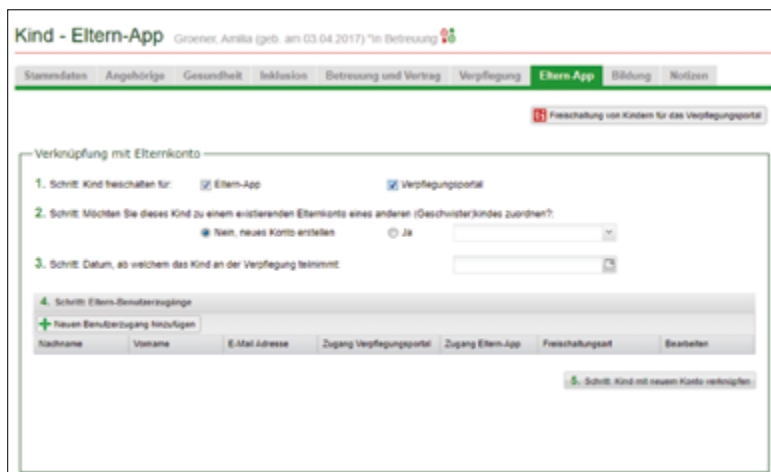 Kind - Eltern-App Groener, Amilia (geb. am 03.04.2017) "In Betreuung
Stammdaten Angehörige Gesundheit Inklusion Betreuung und Vertrag Verpflegung Eltern-App Bildung Notizen
Freischaltung von Kindern für das Verpflegungsportal
Verknüpfung mit Elternkonto
1. Schritt: Kind freischalten für: Eltern-App Verpflegungsportal
2. Schritt: Möchten Sie dieses Kind zu einem existierenden Elternkonto eines anderen (Geschwister)kindes zuordnen?:
Nein, neues Konto erstellen Ja
3. Schritt: Datum, ab welchem das Kind an der Verpflegung teilnimmt:
4. Schritt: Eltern-Benutzerzugänge
Neuen Benutzerzugang hinzufügen
Nachname Vorname E-Mail Adresse Zugang Verpflegungsportal Zugang Eltern-App Freischaltungsart Bearbeiten
5. Schritt: Kind mit neuem Konto verknüpfen